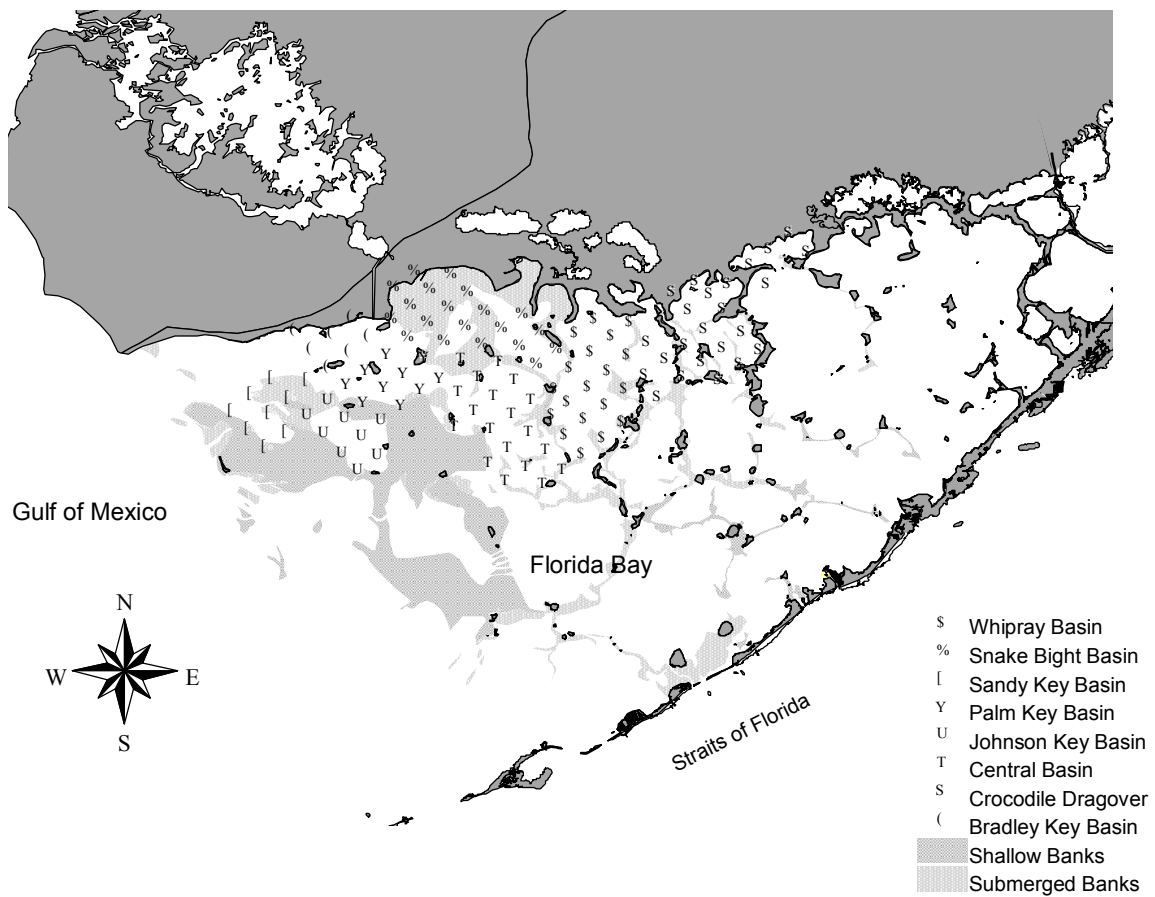 Gulf of Mexico
Florida Bay
Straits of Florida
N
W E
S
$ Whipray Basin
% Snake Bight Basin
[ Sandy Key Basin
Y Palm Key Basin
U Johnson Key Basin
T Central Basin
S Crocodile Dragover
( Bradley Key Basin
Shallow Banks
Submerged Banks